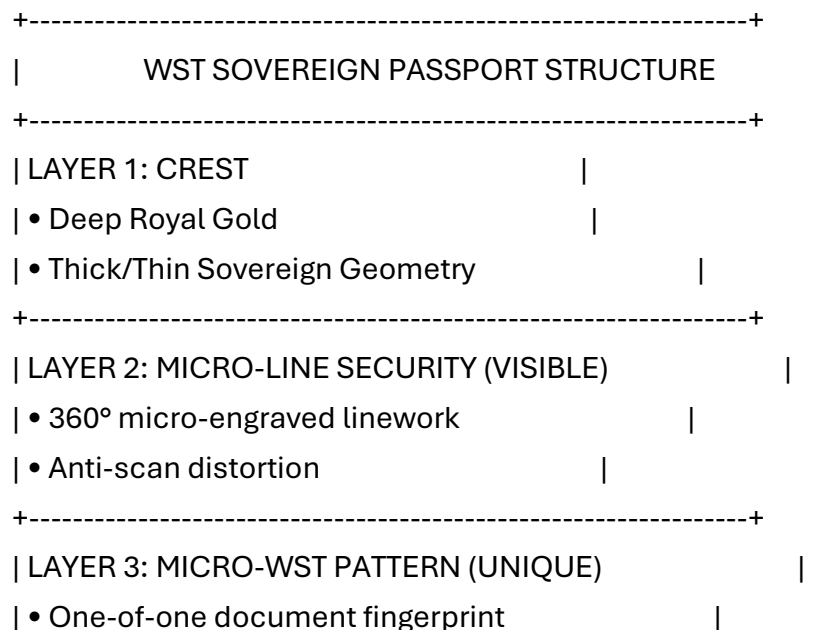 +------------------------------------------------------------------+
| WST SOVEREIGN PASSPORT STRUCTURE
+------------------------------------------------------------------+
| LAYER 1: CREST |
| • Deep Royal Gold |
| • Thick/Thin Sovereign Geometry |
+------------------------------------------------------------------+
| LAYER 2: MICRO-LINE SECURITY (VISIBLE) |
| • 360° micro-engraved linework |
| • Anti-scan distortion |
+------------------------------------------------------------------+
| LAYER 3: MICRO-WST PATTERN (UNIQUE) |
| • One-of-one document fingerprint |